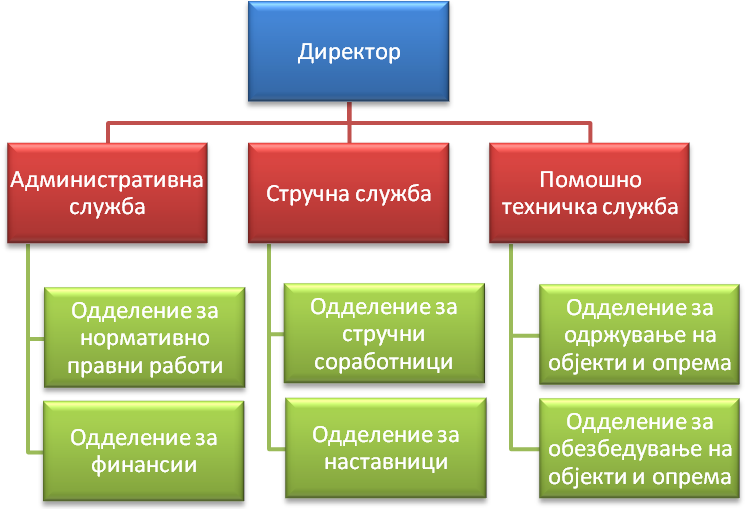 Директор
Административна
служба
Стручна служба
Помошно
техничка служба
Одделение за
нормативно
правни работи
Одделение за
финансии
Одделение за
стручни
соработници
Одделение за
наставници
Одделение за
одржување на
објекти и опрема
Одделение за
обезбедување на
објекти и опрема